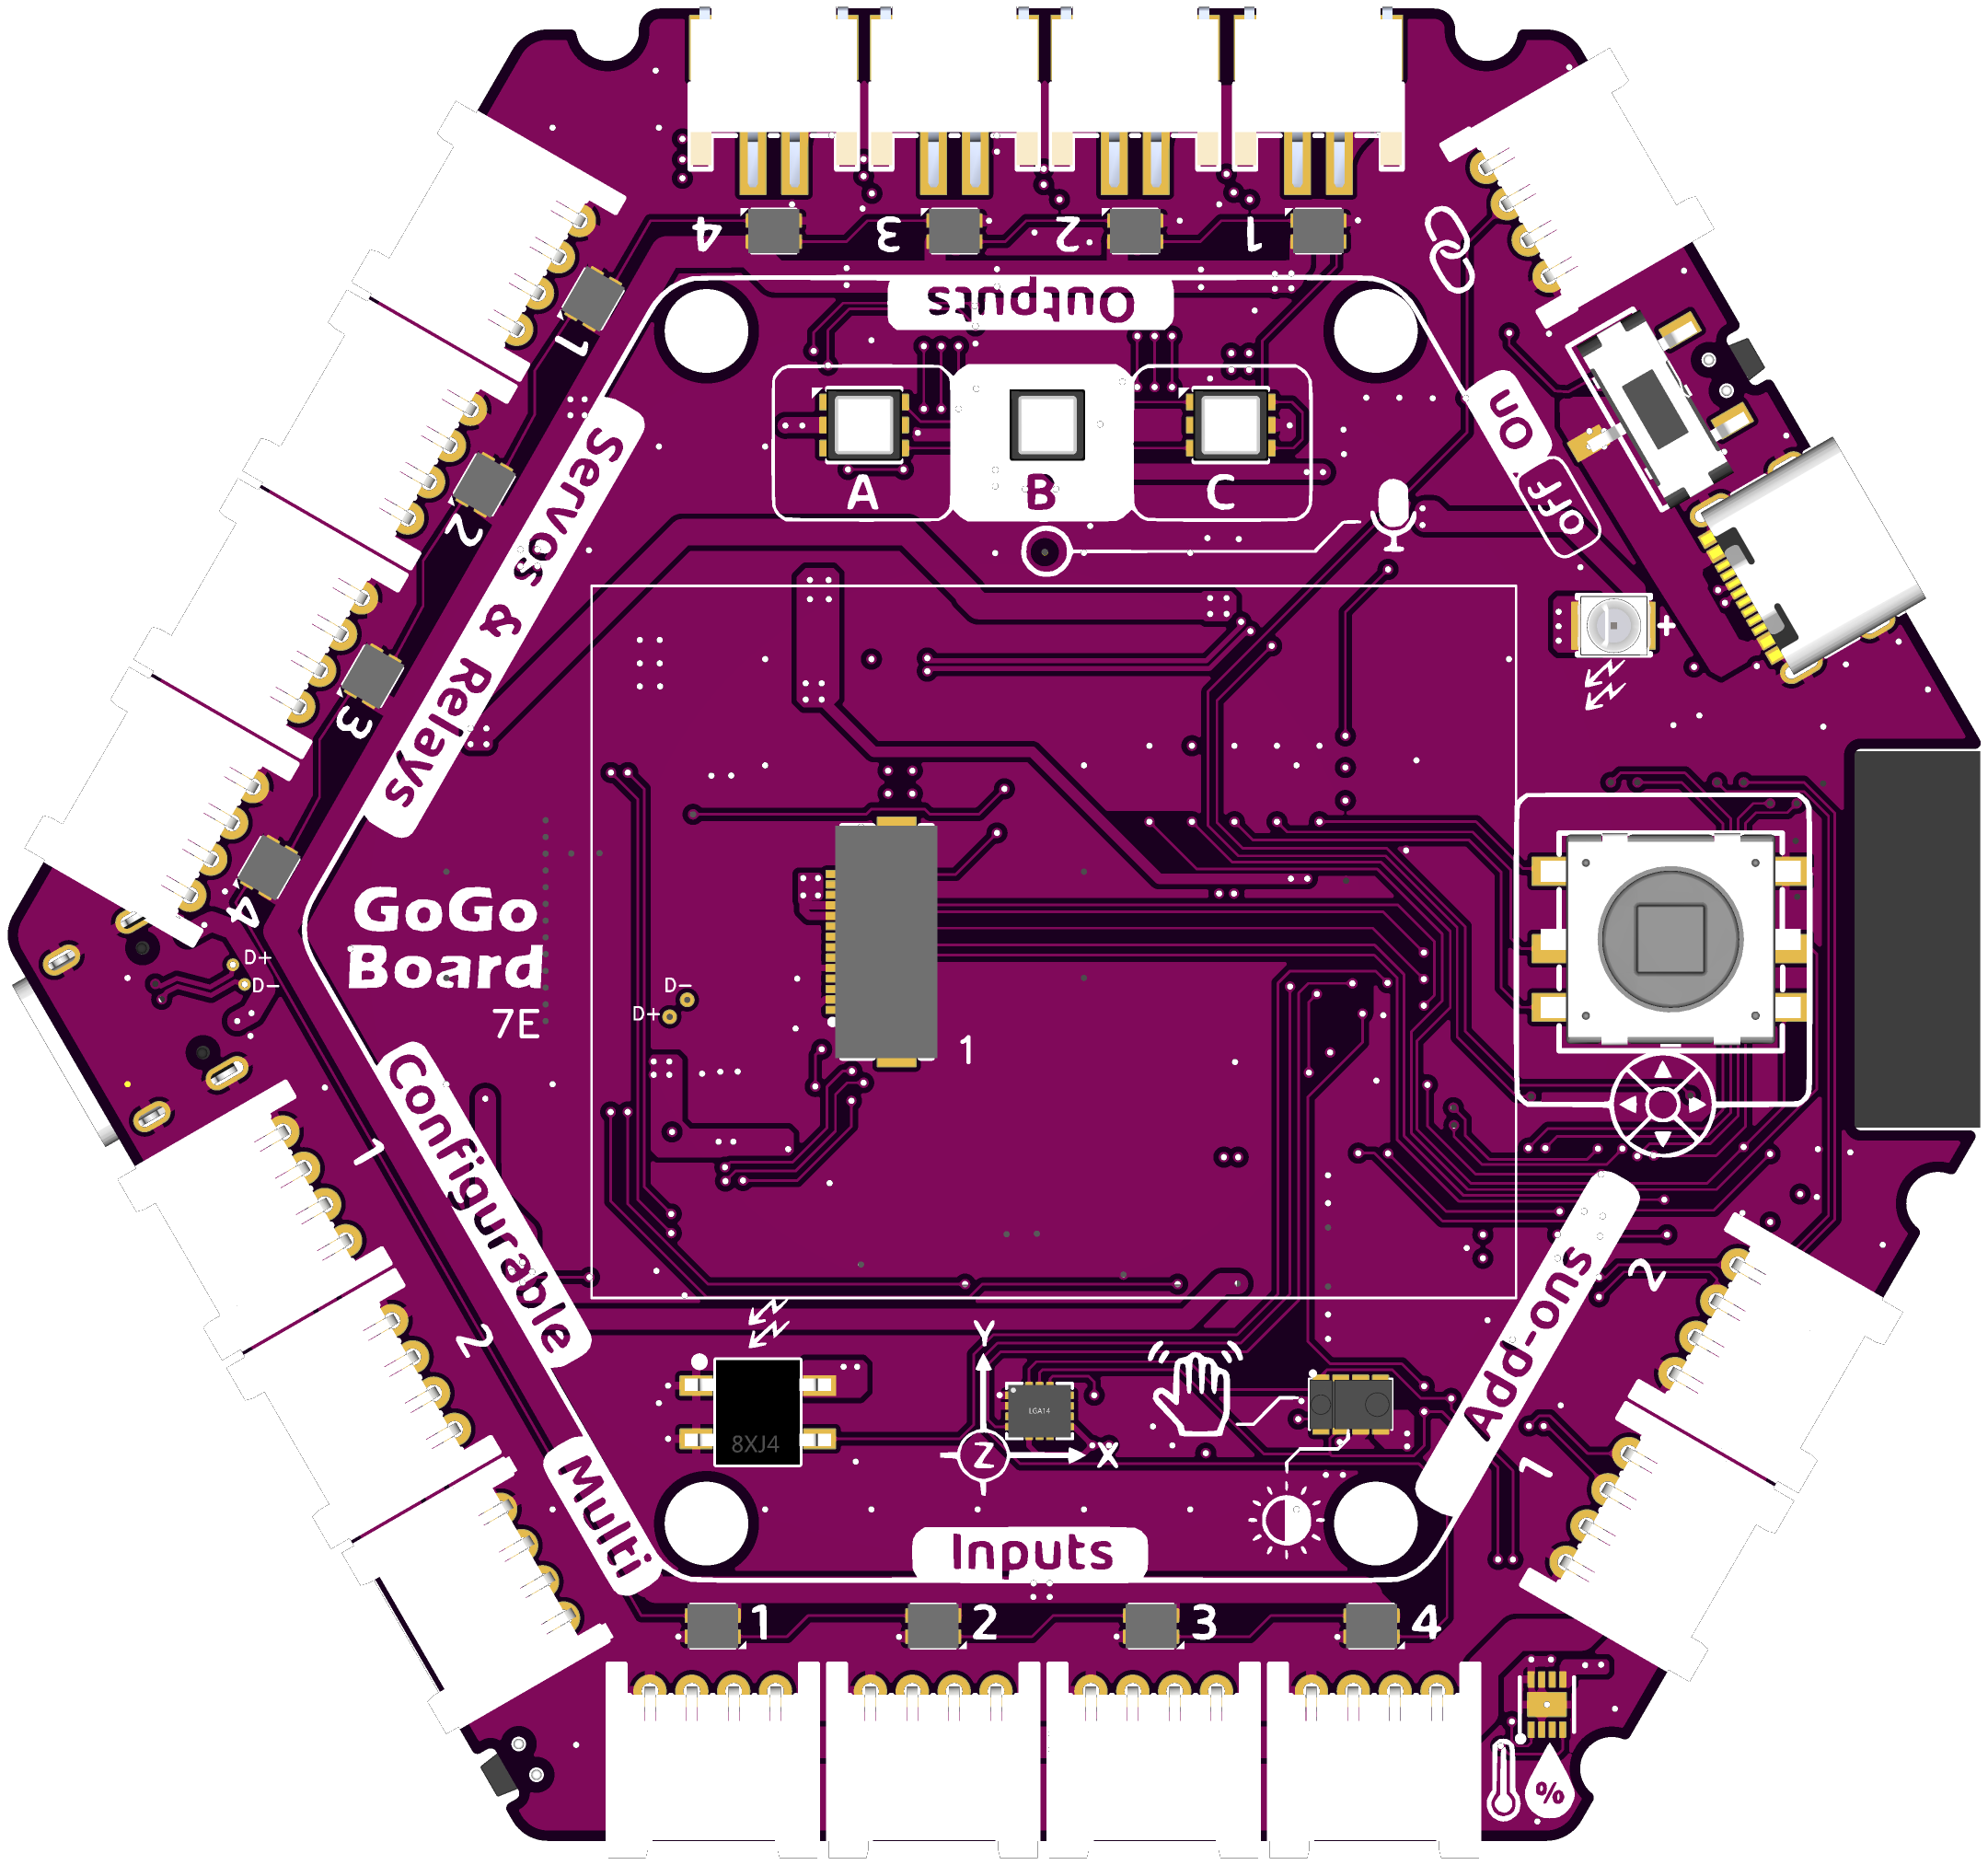 4 3 2 1
Outputs
1
2
3
4
Servos & Relays
A B C
ON
OFF
+
GoGo
Board
7E
D+
D-
D-
D+
1
Configurable
Multi
1
2
Add-ons
2
1
8XJ4
LGA14
Y
Z X
Inputs
1 2 3 4
%